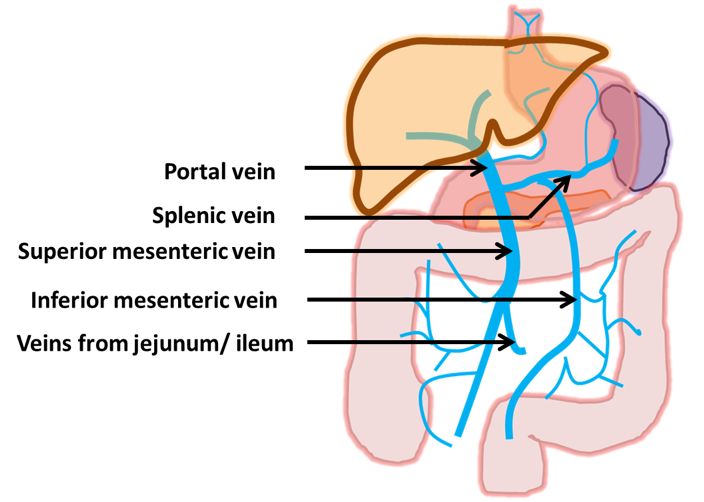 Portal vein
Splenic vein
Superior mesenteric vein
Inferior mesenteric vein
Veins from jejunum/ ileum